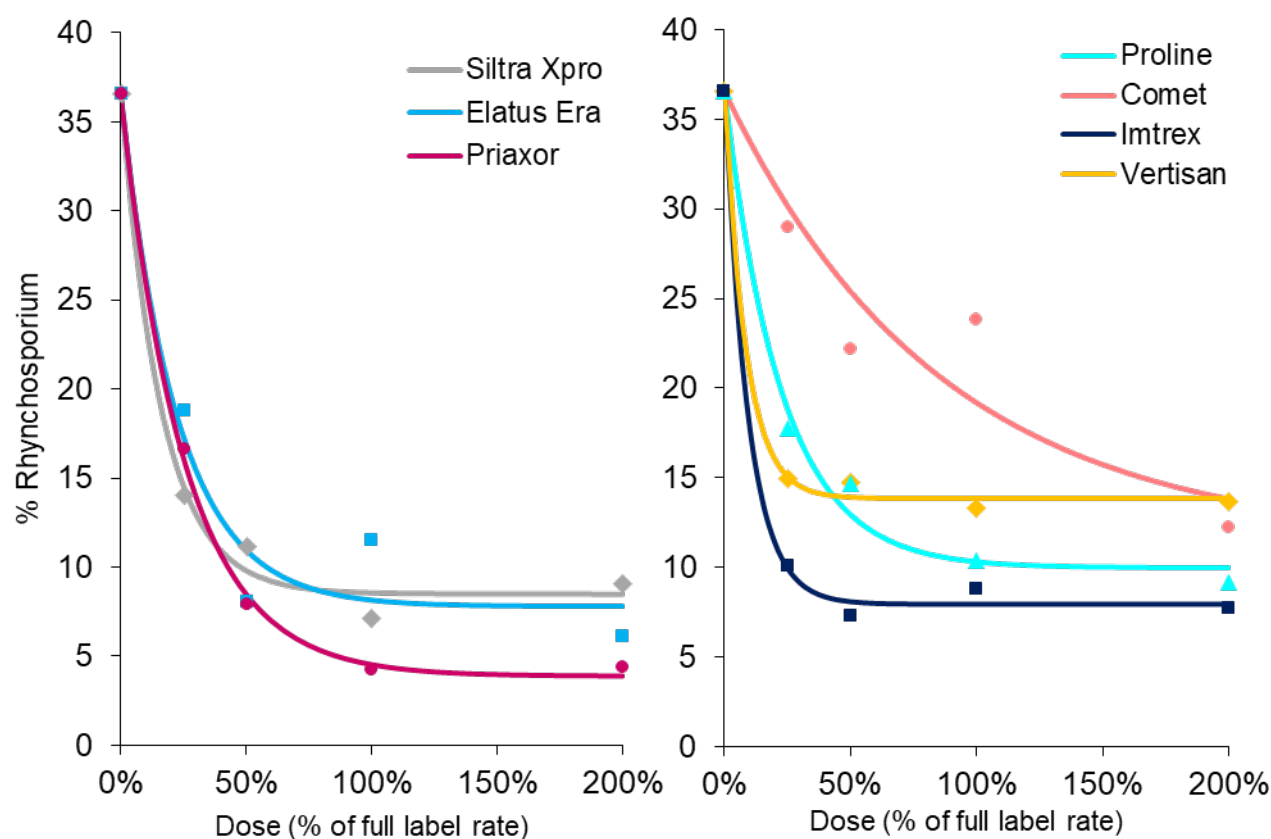 % Rhynchosporium
40
35
30
25
20
15
10
5
0
0%
50%
100%
150%
200%
Dose (% of full label rate)
Siltra Xpro
Elatus Era
Priaxor
40
35
30
25
20
15
10
5
0
0%
50%
100%
150%
200%
Dose (% of full label rate)
Proline
Comet
Imtrex
Vertisan